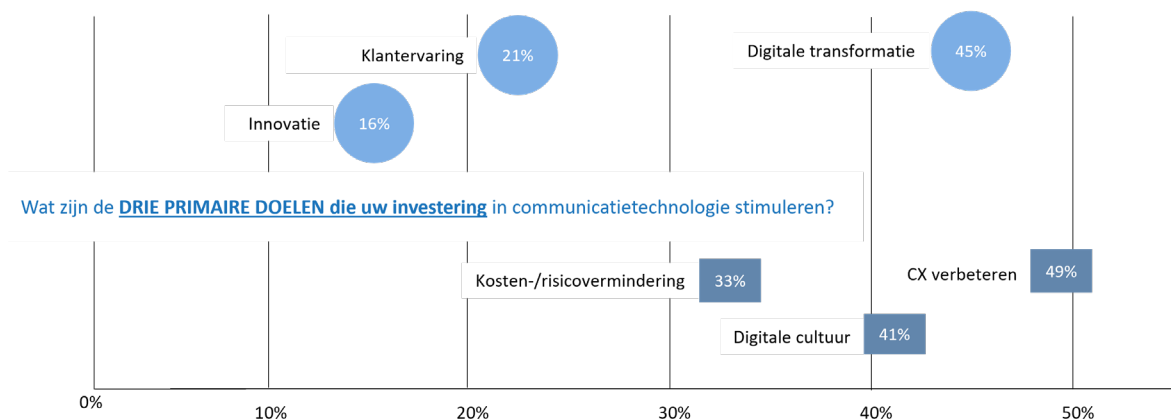 Klantervaring 21%
Digitale transformatie 45%
Innovatie 16%
Wat zijn de DRIE PRIMAIRE DOELEN die uw investering in communicatietechnologie stimuleren?
CX verbeteren 49%
Kosten-/risicovermindering 33%
Digitale cultuur 41%
0% 10% 20% 30% 40% 50%